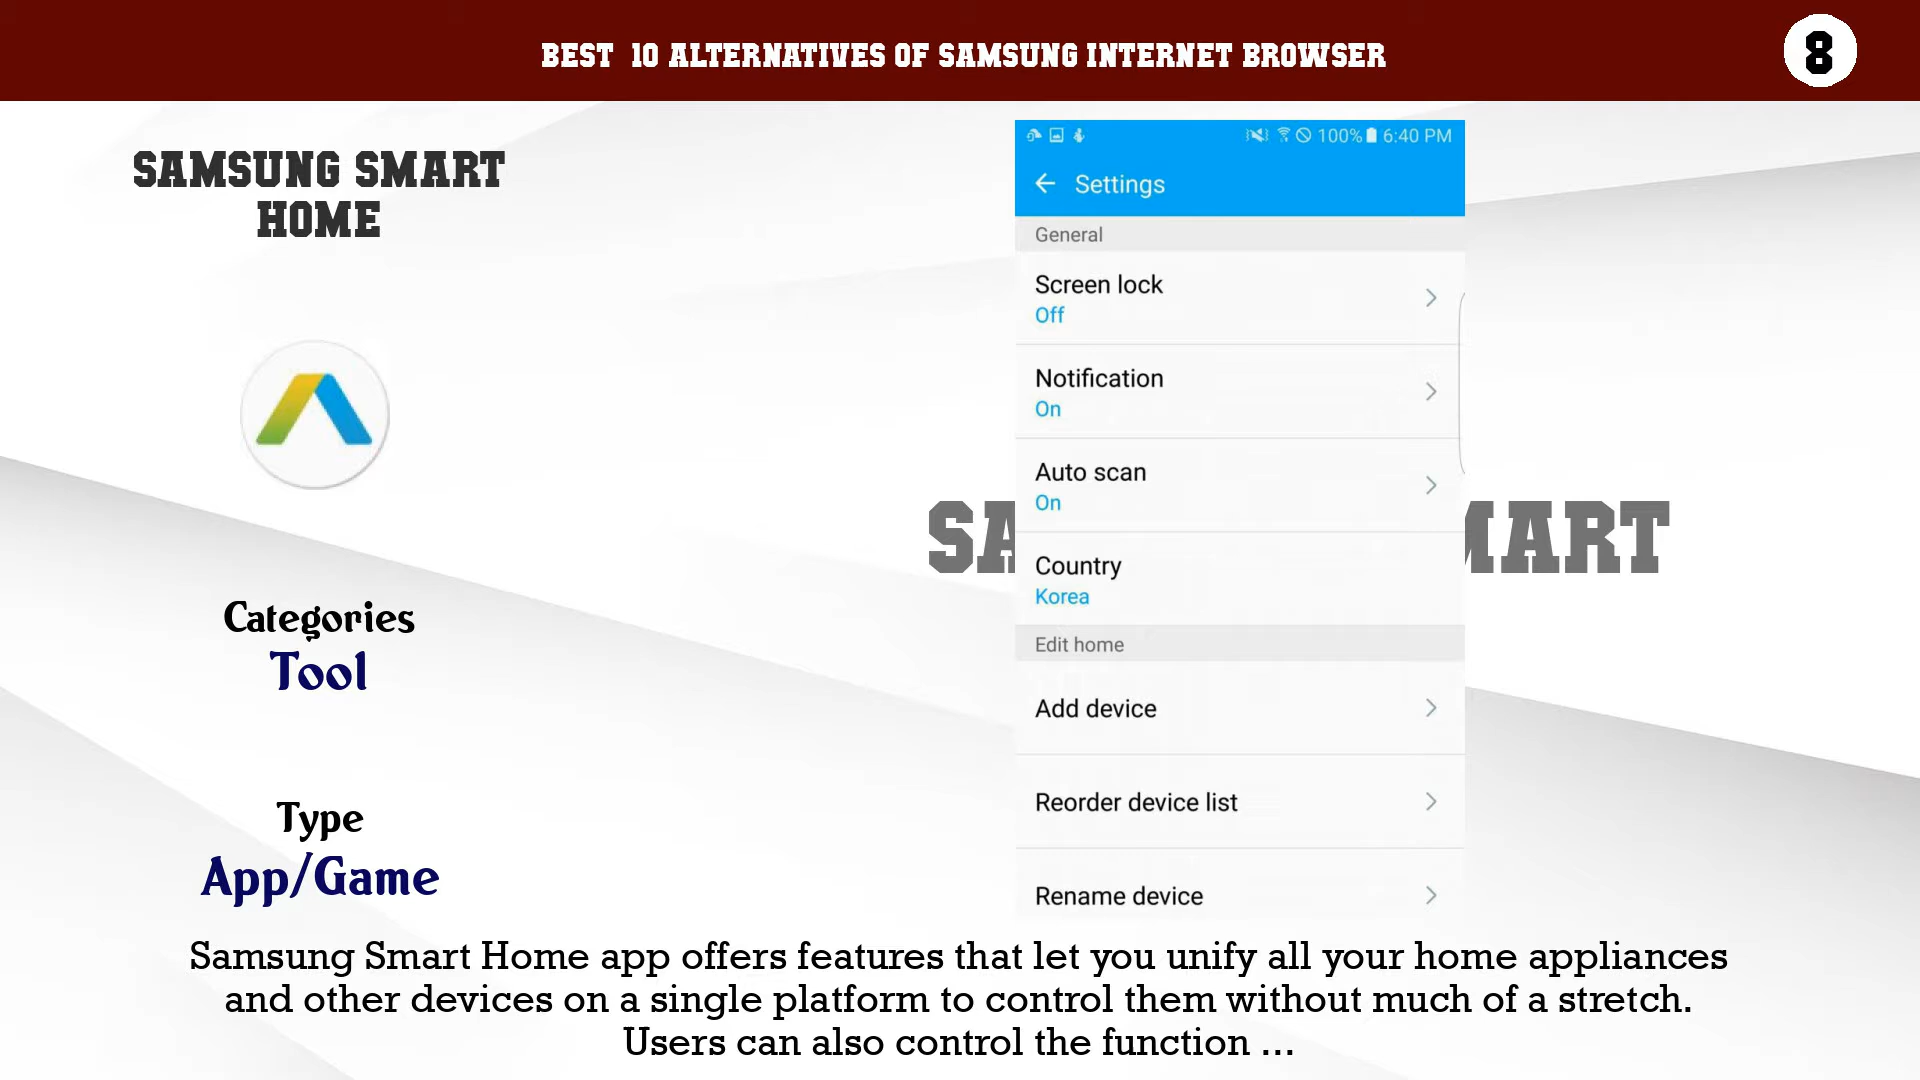 BEST 10 ALTERNATIVES OF SAMSUNG INTERNET BROWSER
8
SAMSUNG SMART
HOME
Categories
Tool
Type
App/Game
100% 6:40 PM
Settings
General
Screen lock
Off
Notification
On
Auto scan
On
Country
Korea
Edit home
Add device
Reorder device list
Rename device
Samsung Smart Home app offers features that let you unify all your home appliances
and other devices on a single platform to control them without much of a stretch.
Users can also control the function ...